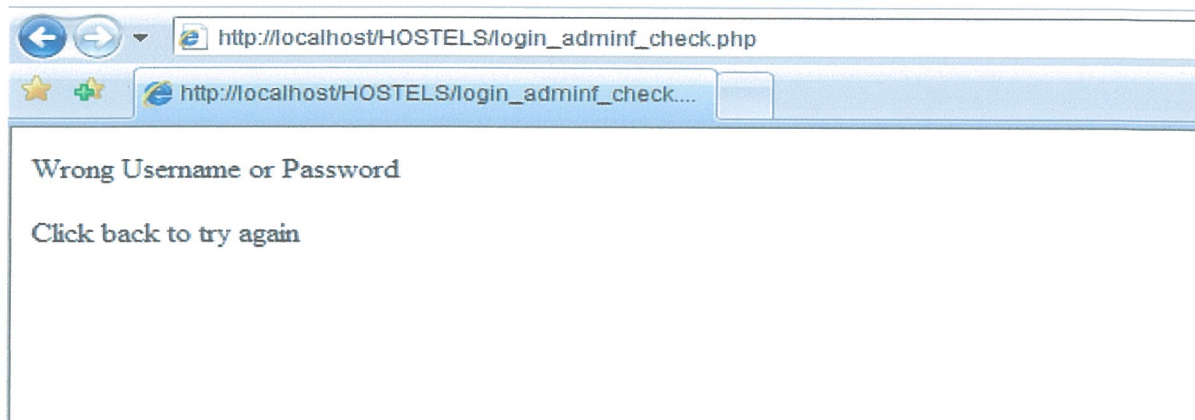 http://localhost/HOSTELS/login_adminf_check.php
http://localhost/HOSTELS/login_adminf_check....
Wrong Username or Password
Click back to try again